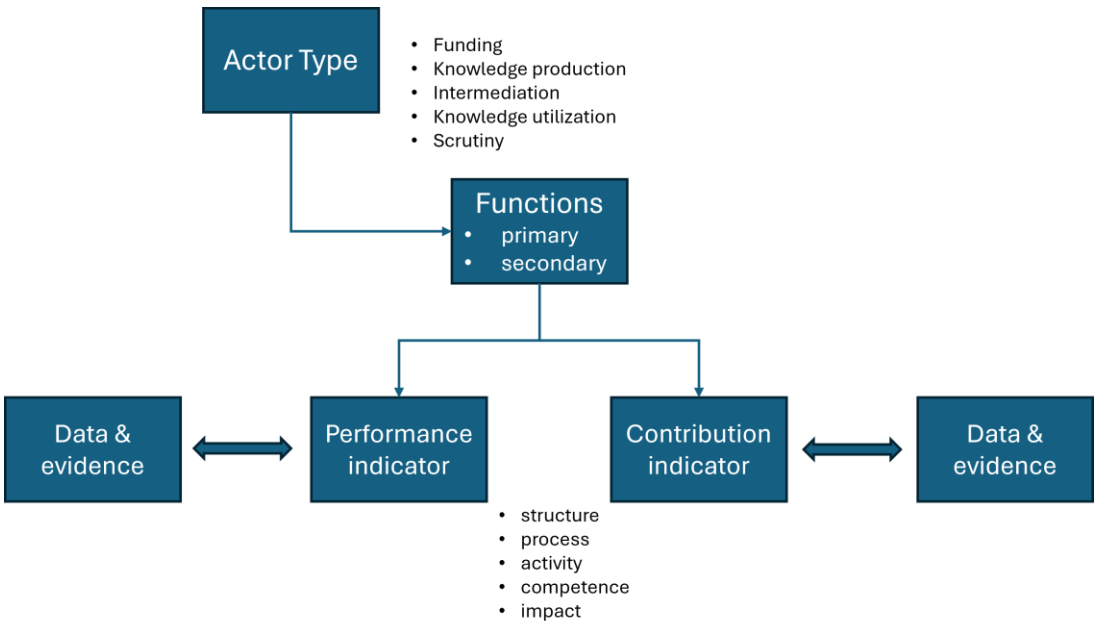 Actor Type
• Funding
• Knowledge production
• Intermediation
• Knowledge utilization
• Scrutiny
Functions
• primary
• secondary
Data &
evidence
Performance
indicator
Contribution
indicator
Data &
evidence
• structure
• process
• activity
• competence
• impact